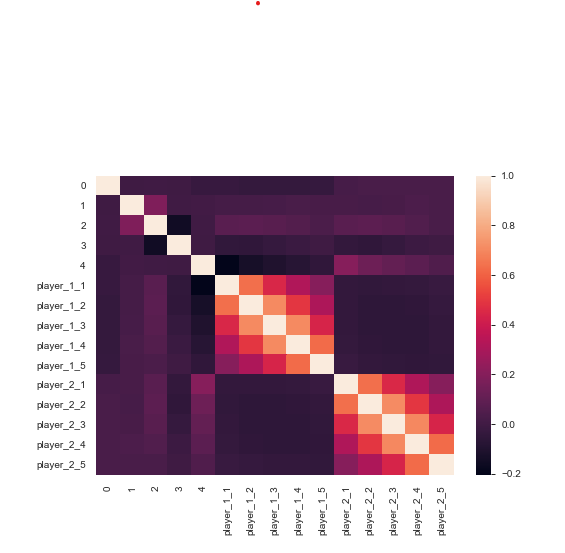 0
1
2
3
4
player_1_1
player_1_2
player_1_3
player_1_4
player_1_5
player_2_1
player_2_2
player_2_3
player_2_4
player_2_5
0 1 2 3 4 player_1_1 player_1_2 player_1_3 player_1_4 player_1_5 player_2_1 player_2_2 player_2_3 player_2_4 player_2_5
1.0
0.8
0.6
0.4
0.2
0.0
−0.2